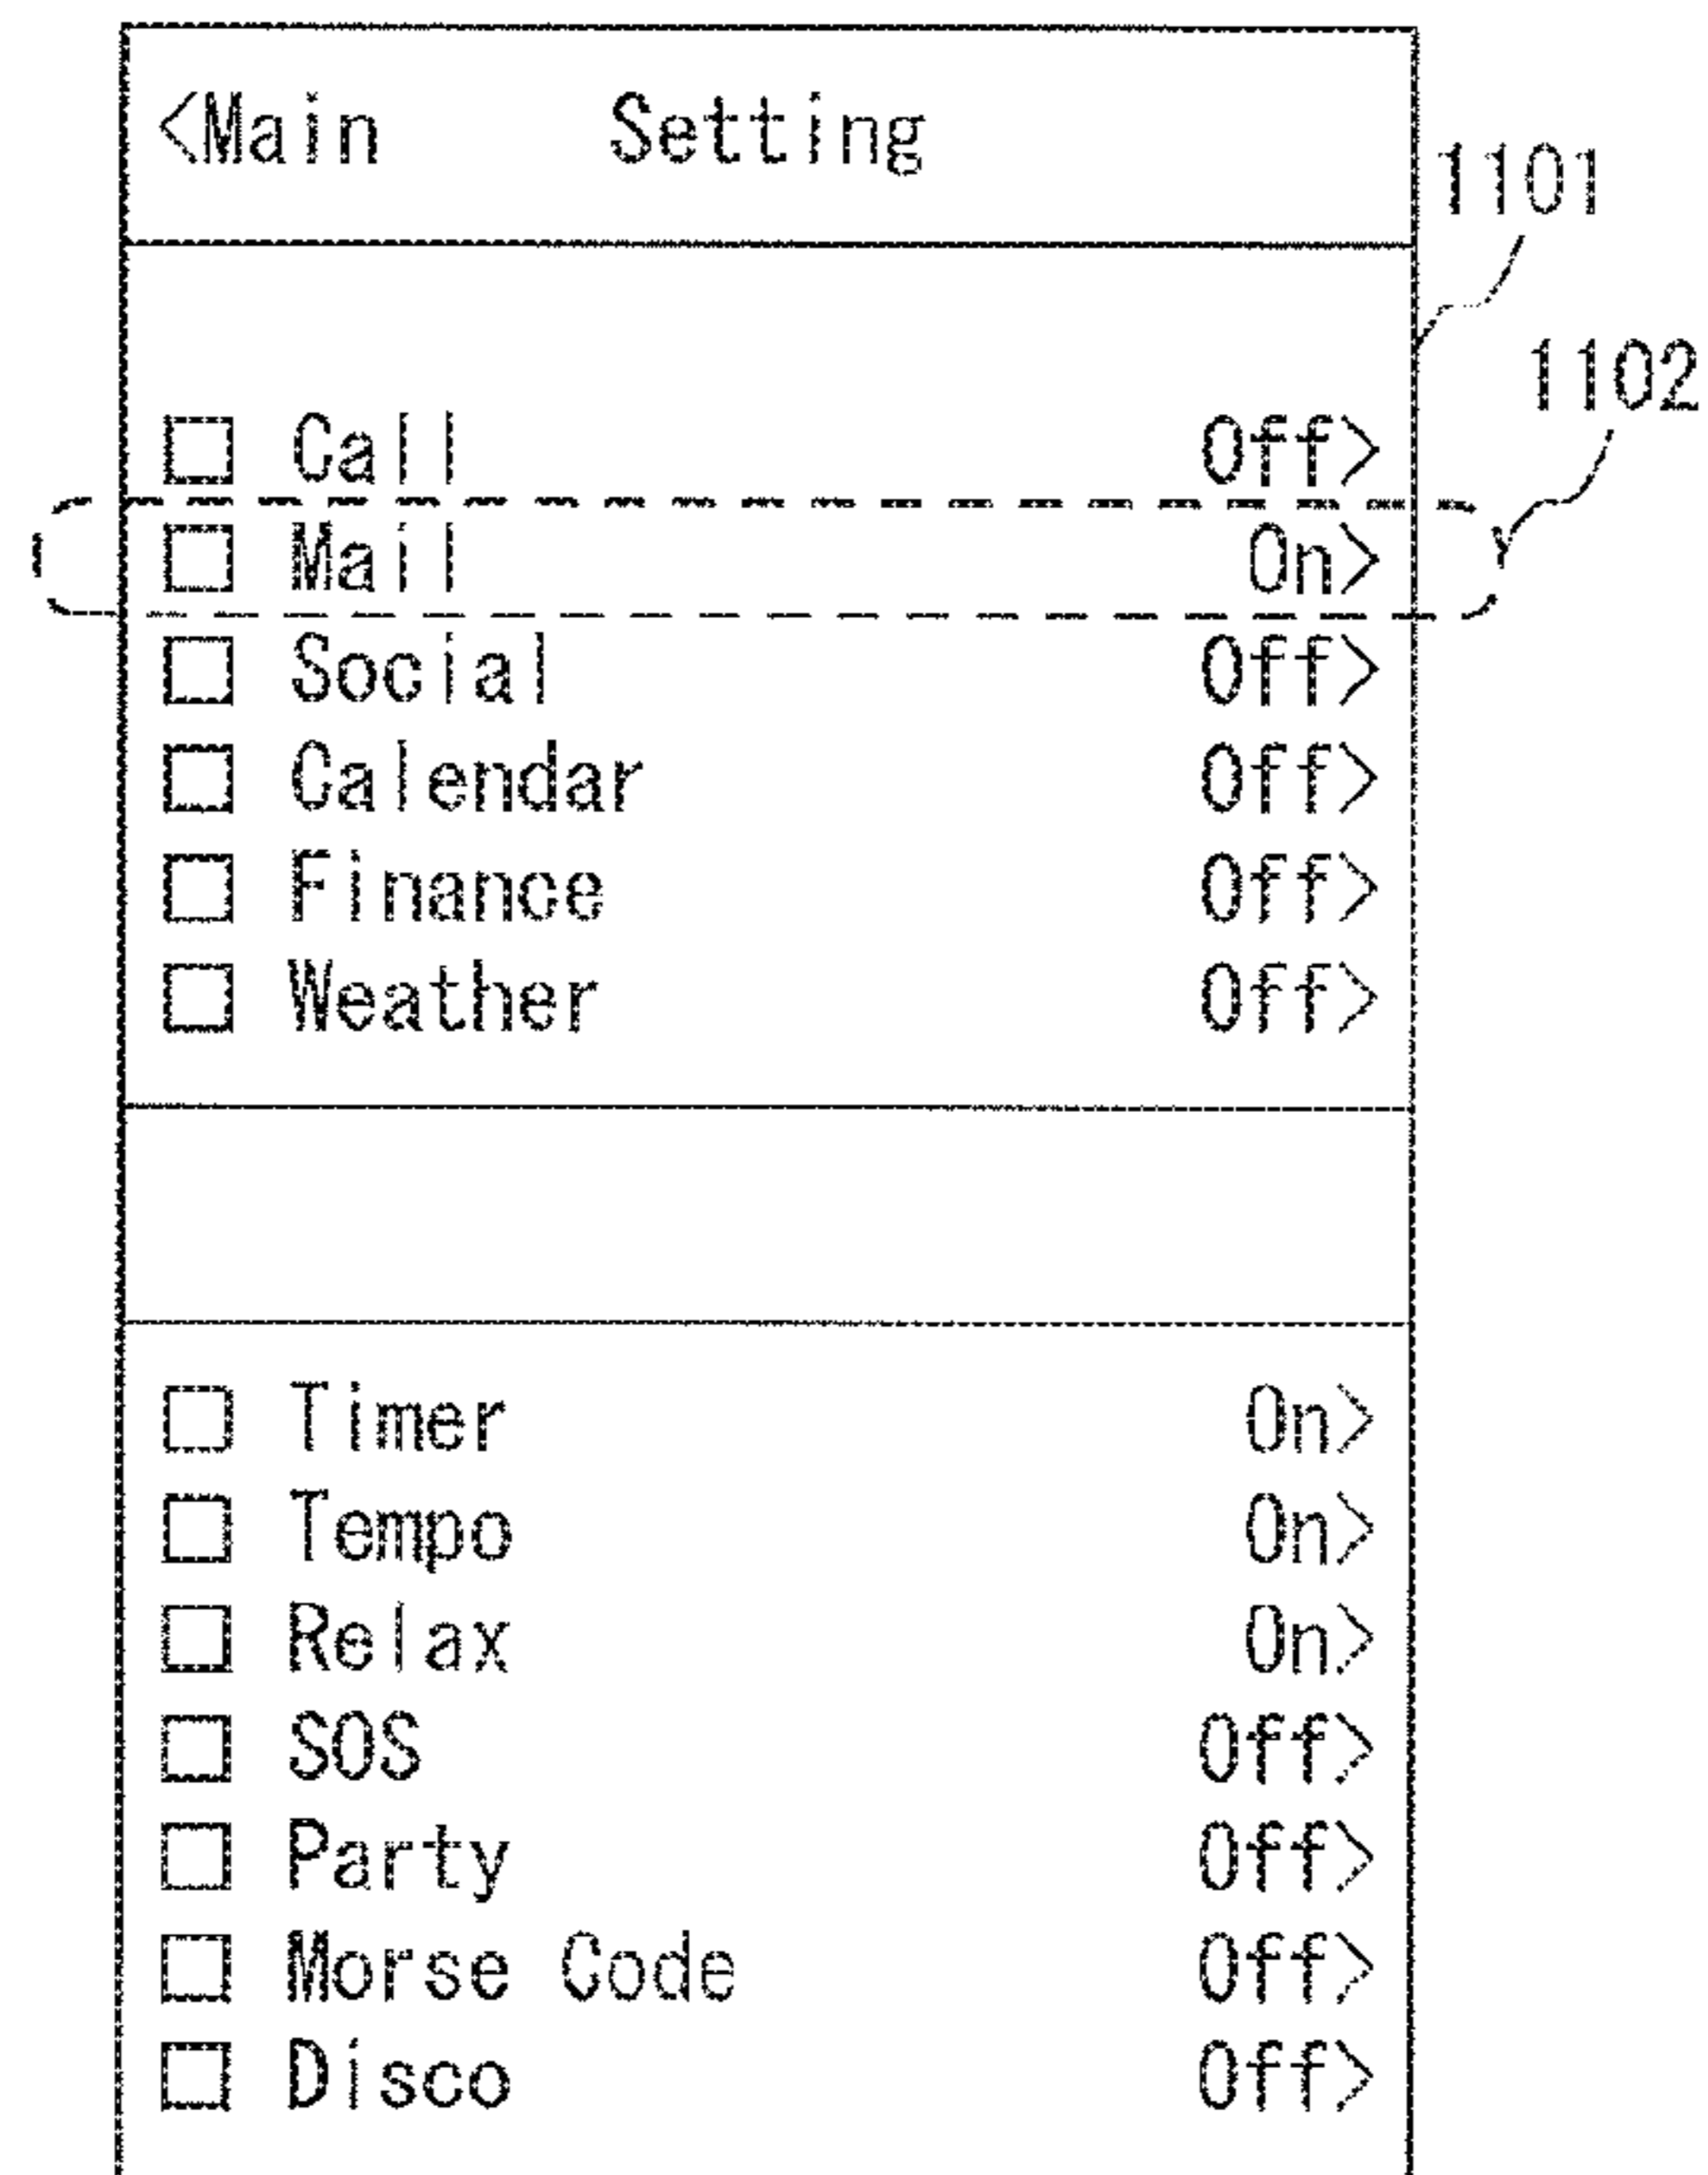 <Main Setting
1101
1102
Call Off>
Mail On>
Social Off>
Calendar Off>
Finance Off>
Weather Off>
Timer On>
Tempo On>
Relax On>
SOS Off>
Party Off>
Morse Code Off>
Disco Off>